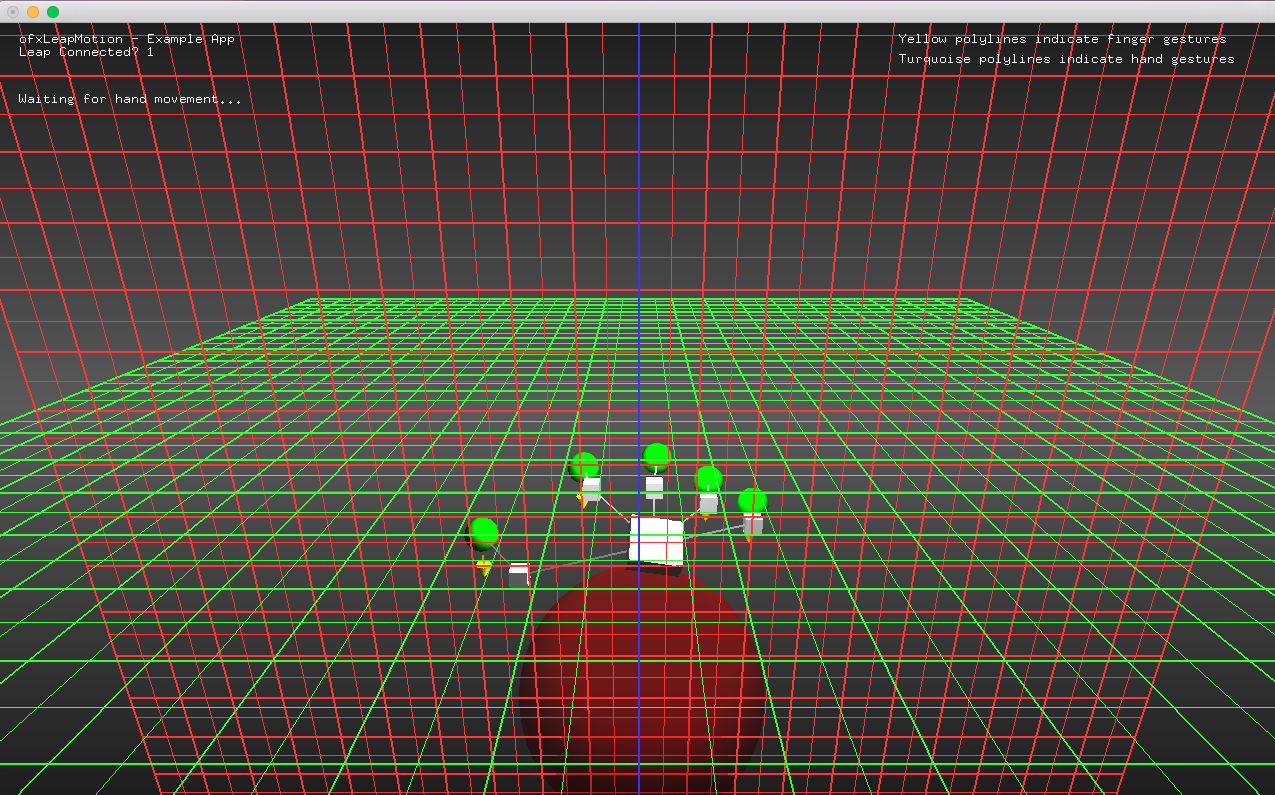 ofxLeapMotion - Example App
Leap Connected? 1
Waiting for hand movement...
Yellow polylines indicate finger gestures
Turquoise polylines indicate hand gestures